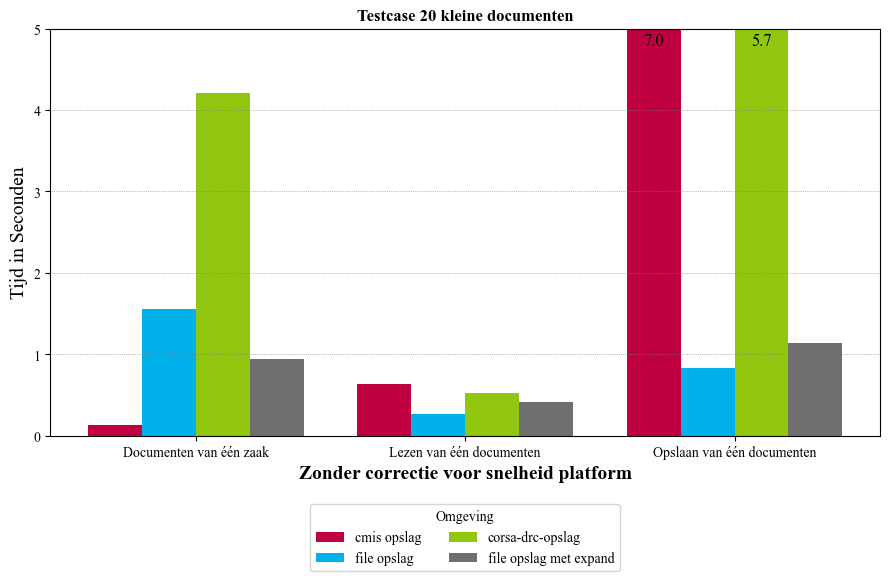 Testcase 20 kleine documenten
5
7.0
5.7
4
3
2
1
0
Tijd in Seconden
Documenten van één zaak
Lezen van één documenten
Opslaan van één documenten
Zonder correctie voor snelheid platform
Omgeving
cmis opslag
corsa-drc-opslag
file opslag
file opslag met expand